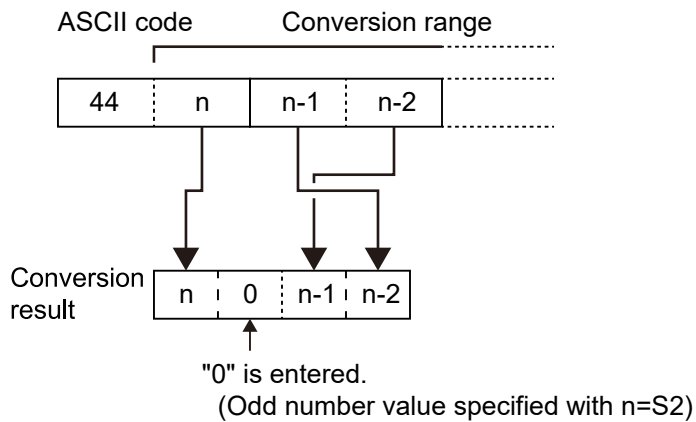 ASCII code Conversion range
44 n n-1 n-2
Conversion
result
n 0 n-1 n-2
"0" is entered.
(Odd number value specified with n=S2)